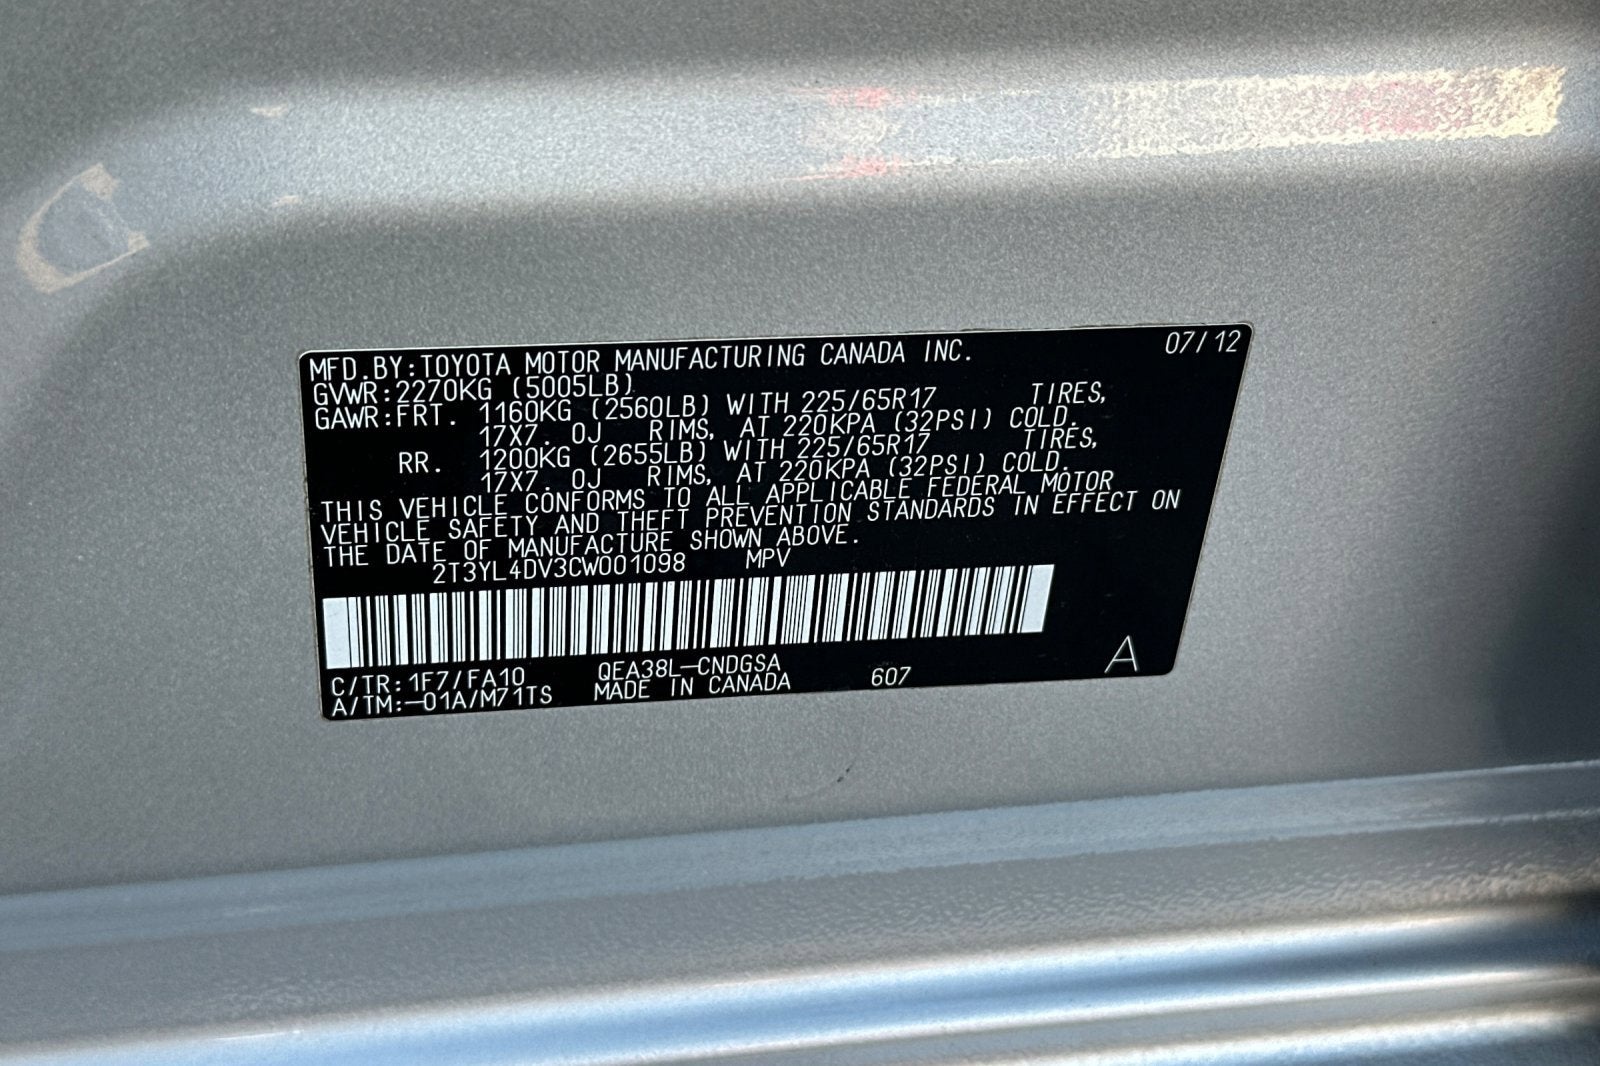 MFD.BY:TOYOTA MOTOR MANUFACTURING CANADA INC. 07/12
GVWR:2270KG (5005LB)
GAWR:FRT. 1160KG (2560LB) WITH 225/65R17 TIRES,
17X7. 0J RIMS, AT 220KPA (32PSI) COLD.
RR. 1200KG (2655LB) WITH 225/65R17 TIRES,
17X7. 0J RIMS, AT 220KPA (32PSI) COLD.
THIS VEHICLE CONFORMS TO ALL APPLICABLE FEDERAL MOTOR
VEHICLE SAFETY AND THEFT PREVENTION STANDARDS IN EFFECT ON
THE DATE OF MANUFACTURE SHOWN ABOVE.
2T3YL4DV3CW001098 MPV
C/TR:1F7/FA10 QEA38L-CNDGSA 607 A
A/TM:-01A/M71TS MADE IN CANADA